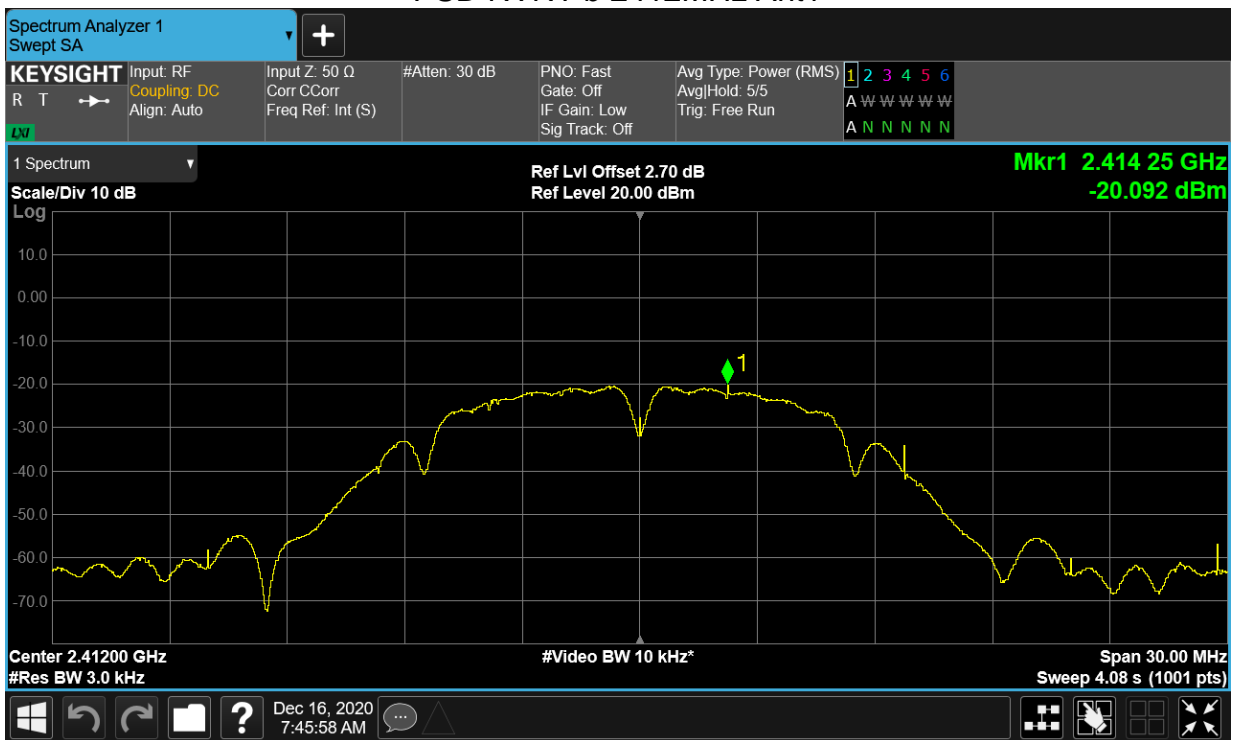 Spectrum Analyzer 1
Swept SA
+
KEYSIGHT
R T
LXI
Input: RF
Coupling: DC
Align: Auto
Input Z: 50 Ω
Corr CCorr
Freq Ref: Int (S)
#Atten: 30 dB
PNO: Fast
Gate: Off
IF Gain: Low
Sig Track: Off
Avg Type: Power (RMS)
Avg|Hold: 5/5
Trig: Free Run
1 2 3 4 5 6
A W W W W W
A N N N N N
1 Spectrum
Scale/Div 10 dB
Log
Ref Lvl Offset 2.70 dB
Ref Level 20.00 dBm
Mkr1 2.414 25 GHz
-20.092 dBm
10.0
0.00
-10.0
-20.0
-30.0
-40.0
-50.0
-60.0
-70.0
1
Center 2.41200 GHz
#Res BW 3.0 kHz
#Video BW 10 kHz*
Span 30.00 MHz
Sweep 4.08 s (1001 pts)
?
Dec 16, 2020
7:45:58 AM